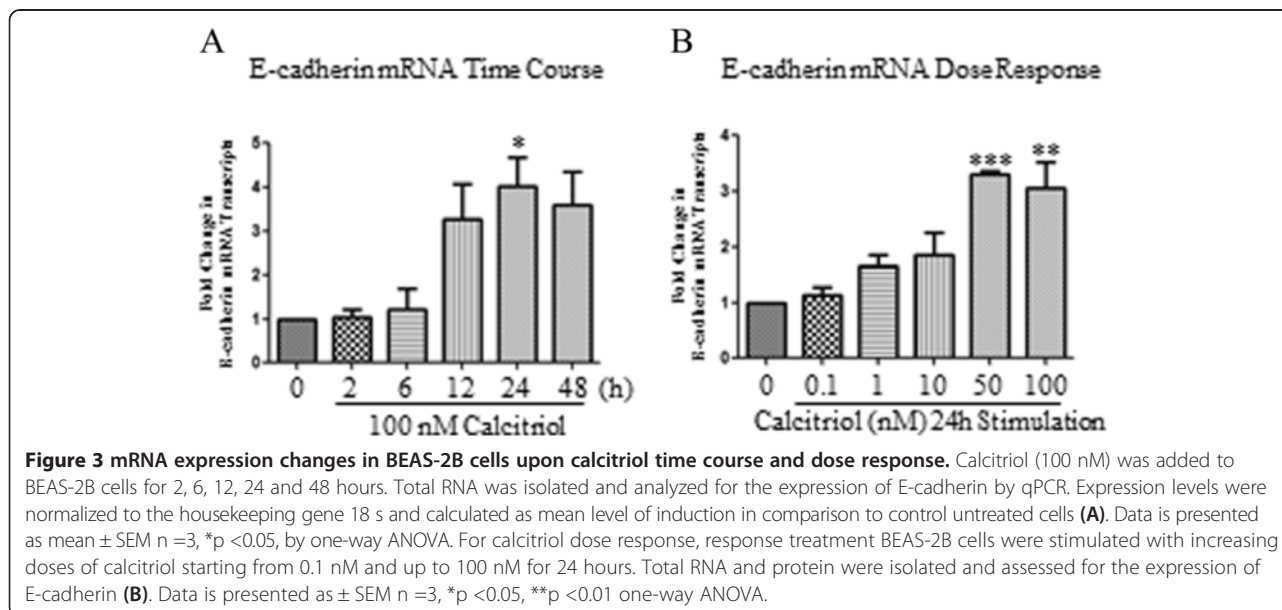 A
E-cadherin mRNA Time Course
Fold Change in
E-cadherin mRNA Transcripts
5
4
3
2
1
0
*
0 2 6 12 24 48 (h)
100 nM Calcitriol
B
E-cadherin mRNA Dose Response
Fold Change in
E-cadherin mRNA Transcripts
4
3
2
1
0
*** **
0 0.1 1 10 50 100
Calcitriol (nM) 24h Stimulation
Figure 3 mRNA expression changes in BEAS-2B cells upon calcitriol time course and dose response. Calcitriol (100 nM) was added to
BEAS-2B cells for 2, 6, 12, 24 and 48 hours. Total RNA was isolated and analyzed for the expression of E-cadherin by qPCR. Expression levels were
normalized to the housekeeping gene 18 s and calculated as mean level of induction in comparison to control untreated cells (A). Data is presented
as mean ± SEM n =3, *p <0.05, by one-way ANOVA. For calcitriol dose response, response treatment BEAS-2B cells were stimulated with increasing
doses of calcitriol starting from 0.1 nM and up to 100 nM for 24 hours. Total RNA and protein were isolated and assessed for the expression of
E-cadherin (B). Data is presented as ± SEM n =3, *p <0.05, **p <0.01 one-way ANOVA.